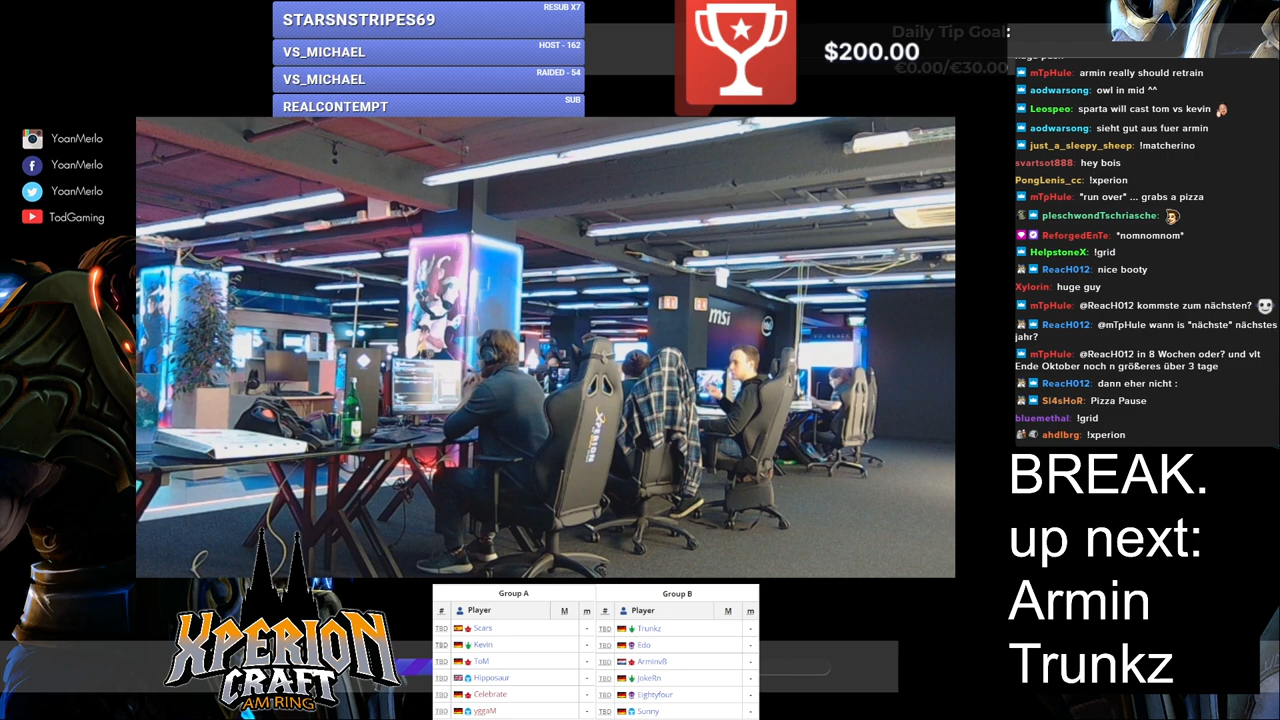 STARSNSTRIPES69
RESUB X7
VS_MICHAEL
HOST - 162
VS_MICHAEL
RAIDED - 54
REALCONTEMPT
SUB
$200.00
Daily Tip Goal:
€0.00/€30.00
YoanMerlo
YoanMerlo
YoanMerlo
TodGaming
msi
XPERION
mTpHule: armin really should retrain
aodwarsong: owl in mid ^^
Leospeo: sparta will cast tom vs kevin
aodwarsong: sieht gut aus fuer armin
just_a_sleepy_sheep: !matcherino
svartsot888: hey bois
PongLenis_cc: !xperion
mTpHule: "run over" ... grabs a pizza
pleschwondTschriasche:
ReforgedEnTe: *nomnomnom*
HelpstoneX: !grid
ReacH012: nice booty
Xylorin: huge guy
mTpHule: @ReacH012 kommste zum nächsten?
ReacH012: @mTpHule wann is "nächste" nächstes
jahr?
mTpHule: @ReacH012 in 8 Wochen oder? und vlt
Ende Oktober noch n größeres über 3 tage
ReacH012: dann eher nicht :
Sl4sHoR: Pizza Pause
bluemethal: !grid
ahdlbrg: !xperion
BREAK.
up next:
Armin
Trunkz
XPERION
CRAFT
AM RING
Group A
# Player M m
TBD Scars -
TBD Kevin -
TBD ToM -
TBD Hipposaur -
TBD Celebrate -
TBD yggaM -
Group B
# Player M m
TBD Trunkz -
TBD Edo -
TBD ArminvB -
TBD JokeRn -
TBD Eightyfour -
TBD Sunny -